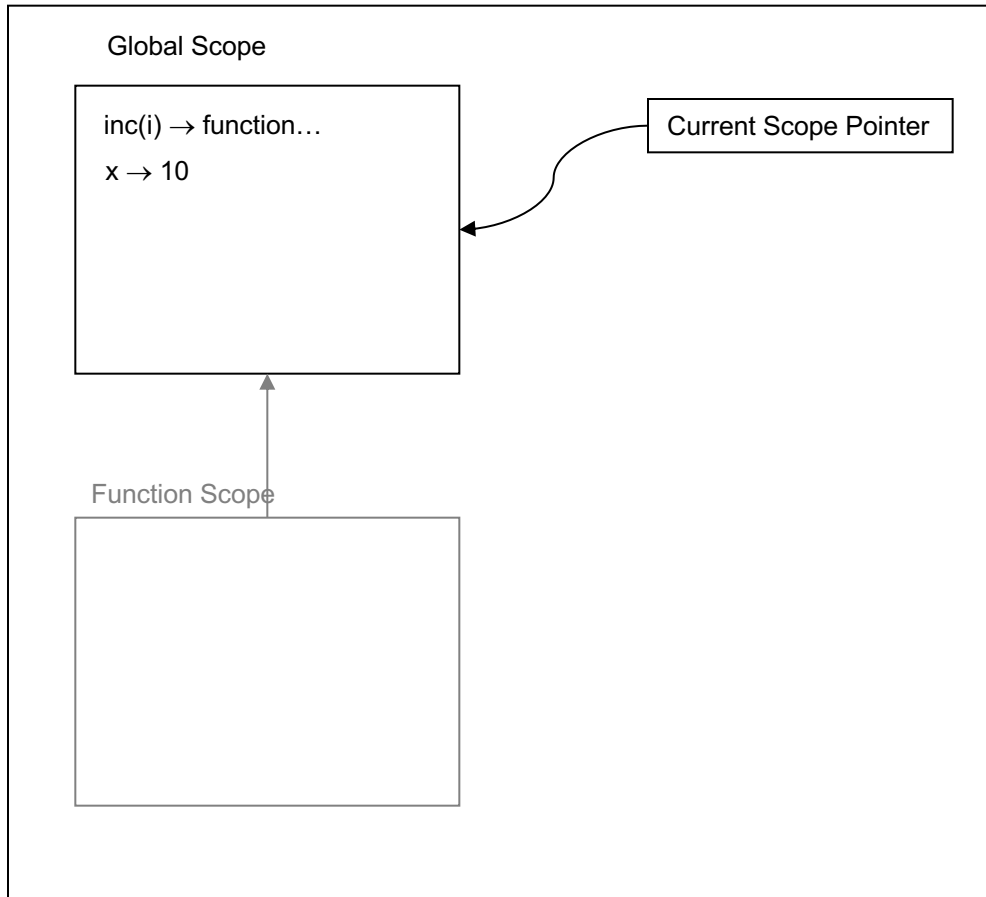 Global Scope
inc(i) → function…
x → 10
Current Scope Pointer
Function Scope